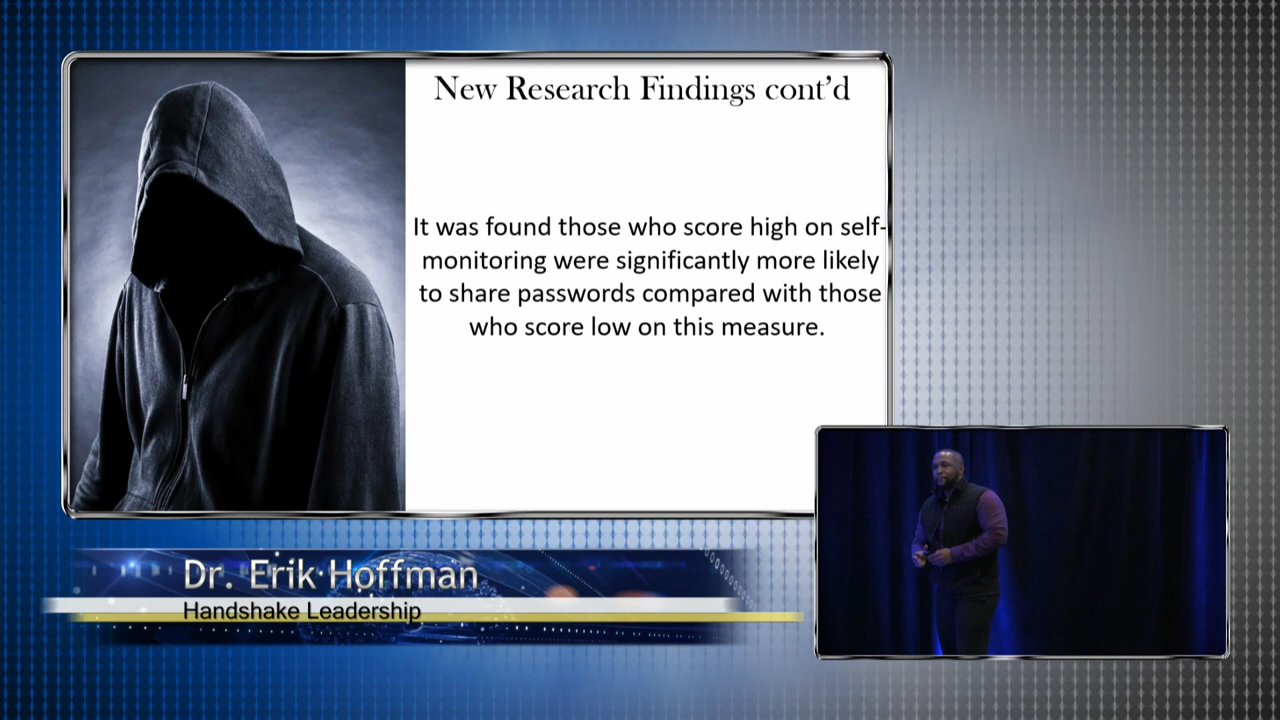 New Research Findings cont’d
It was found those who score high on self-
monitoring were significantly more likely
to share passwords compared with those
who score low on this measure.
Dr. Erik Hoffman
Handshake Leadership